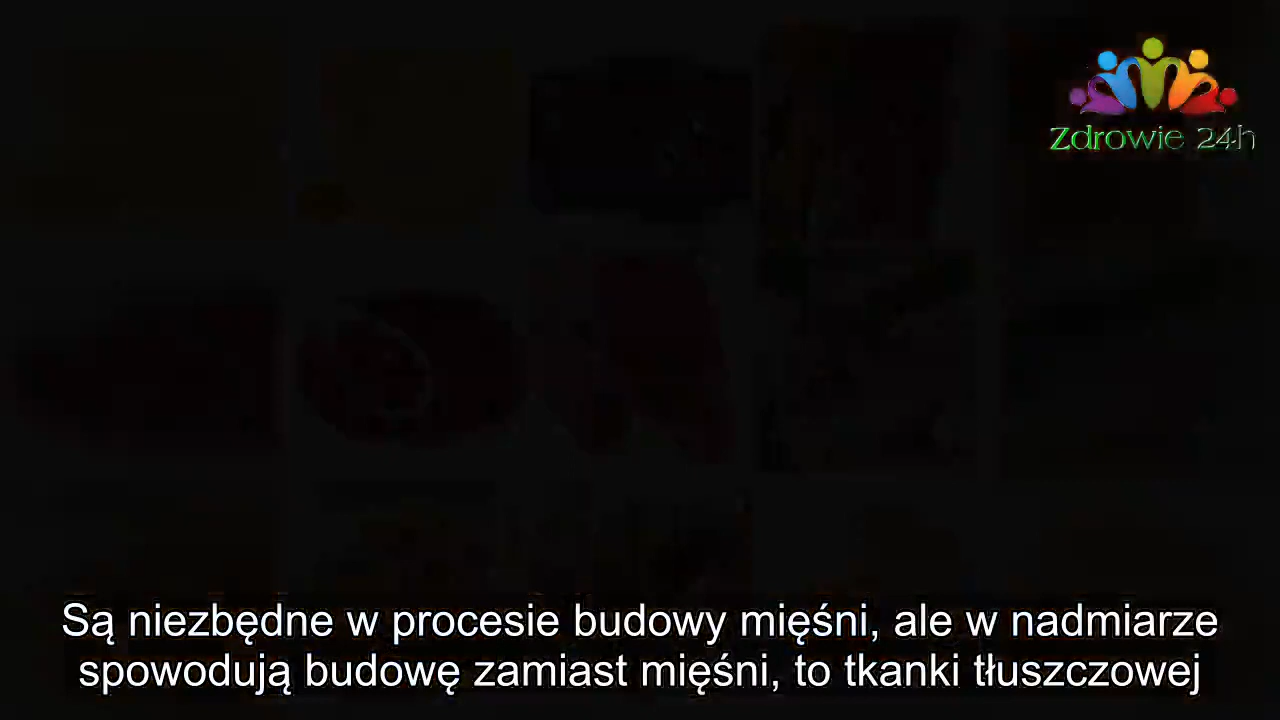 Zdrowie 24h
Są niezbędne w procesie budowy mięśni, ale w nadmiarze
spowodują budowę zamiast mięśni, to tkanki tłuszczowej